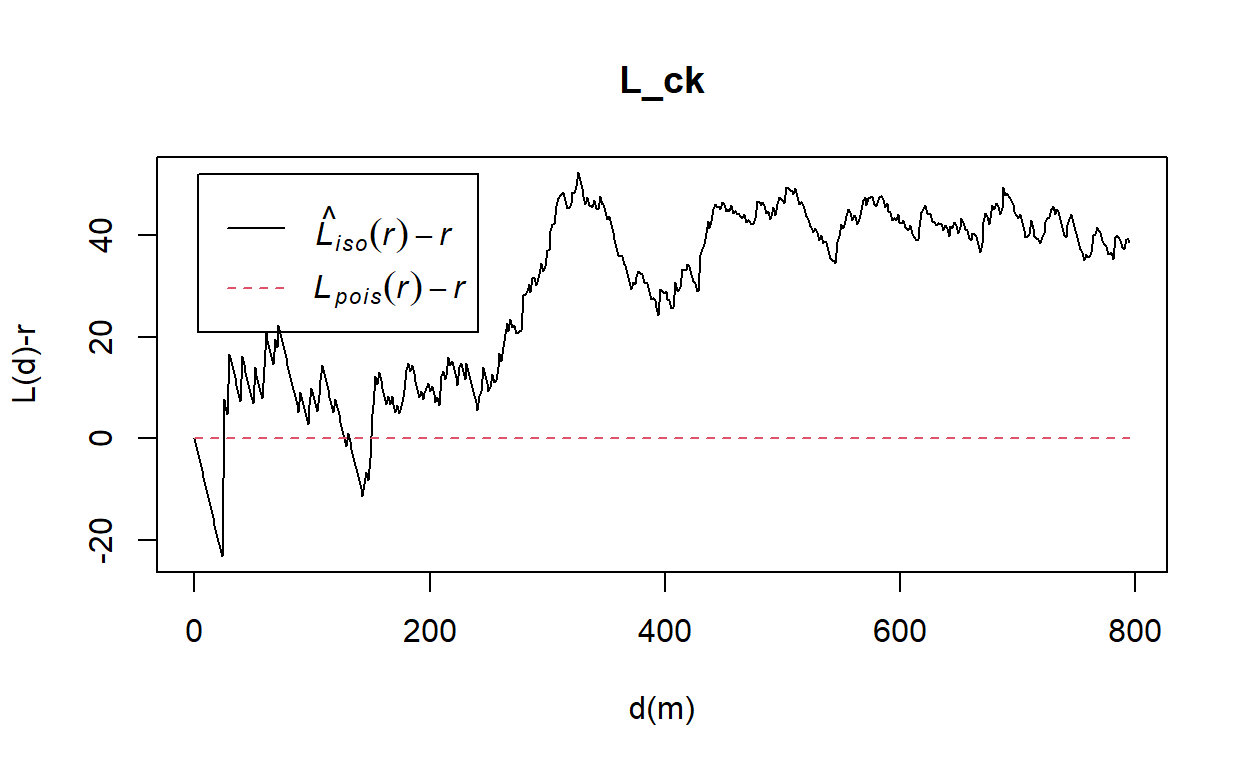 L_ck
L̂iso(r) – r
Lpois(r) – r
L(d)-r
40
20
0
-20
0 200 400 600 800
d(m)